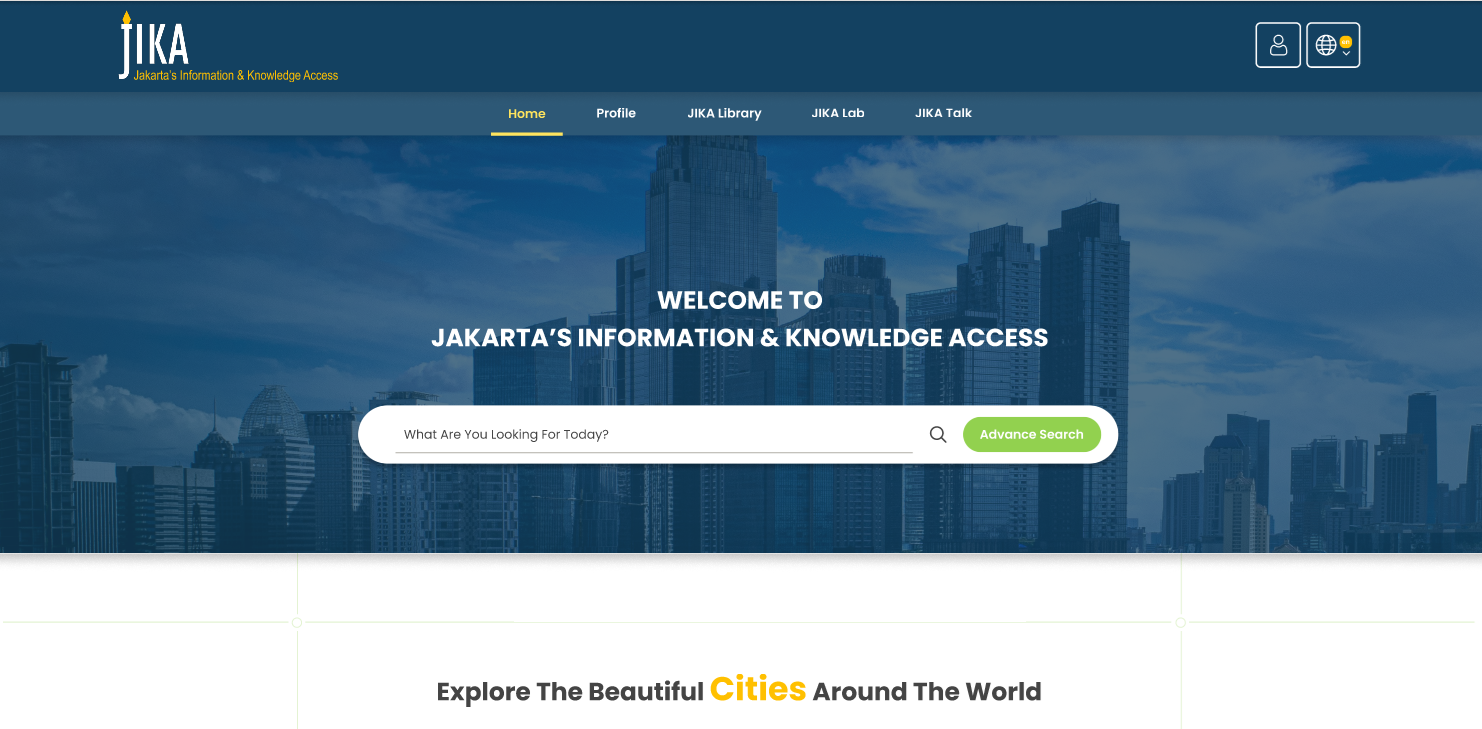 JIKA
Jakarta's Information & Knowledge Access
en
Home
Profile
JIKA Library
JIKA Lab
JIKA Talk
WELCOME TO
JAKARTA’S INFORMATION & KNOWLEDGE ACCESS
What Are You Looking For Today?
Advance Search
Explore The Beautiful Cities Around The World